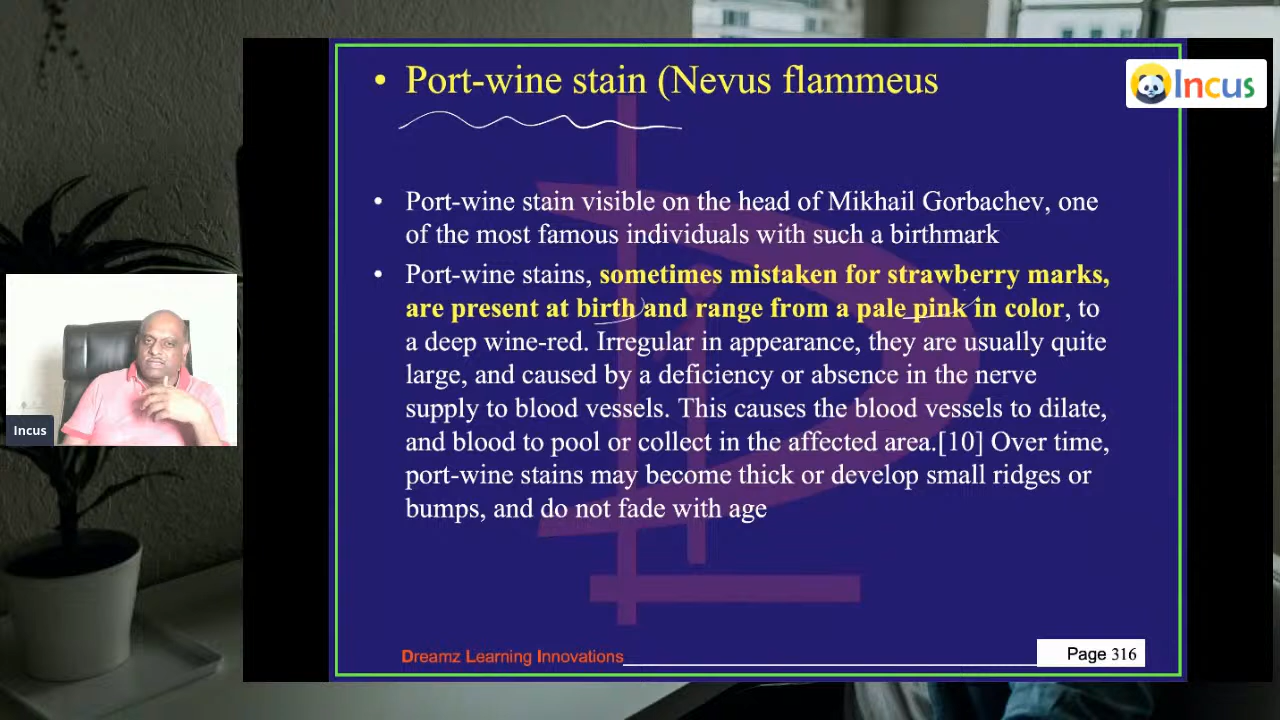 • Port-wine stain (Nevus flammeus
Incus
• Port-wine stain visible on the head of Mikhail Gorbachev, one
of the most famous individuals with such a birthmark
• Port-wine stains, sometimes mistaken for strawberry marks,
are present at birth and range from a pale pink in color, to
a deep wine-red. Irregular in appearance, they are usually quite
large, and caused by a deficiency or absence in the nerve
supply to blood vessels. This causes the blood vessels to dilate,
and blood to pool or collect in the affected area.[10] Over time,
port-wine stains may become thick or develop small ridges or
bumps, and do not fade with age
Incus
Dreamz Learning Innovations
Page 316